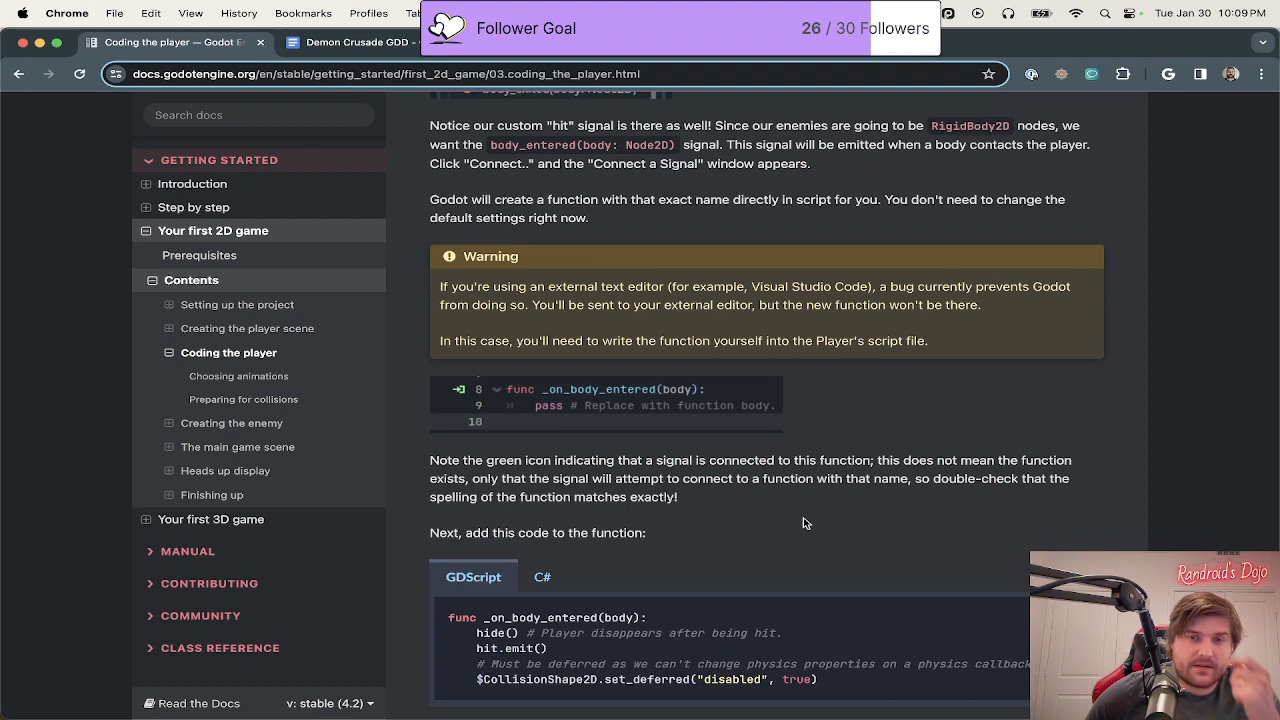 Tue Jan 30 10:09 PM
Follower Goal 26 / 30 Followers
Coding the player — Godot E
Demon Crusade GDD -
docs.godotengine.org/en/stable/getting_started/first_2d_game/03.coding_the_player.html
Search docs
GETTING STARTED
Introduction
Step by step
Your first 2D game
Prerequisites
Contents
Setting up the project
Creating the player scene
Coding the player
Choosing animations
Preparing for collisions
Creating the enemy
The main game scene
Heads up display
Finishing up
Your first 3D game
MANUAL
CONTRIBUTING
COMMUNITY
CLASS REFERENCE
Read the Docs v: stable (4.2)
Notice our custom "hit" signal is there as well! Since our enemies are going to be RigidBody2D nodes, we
want the body_entered(body: Node2D) signal. This signal will be emitted when a body contacts the player.
Click "Connect.." and the "Connect a Signal" window appears.
Godot will create a function with that exact name directly in script for you. You don't need to change the
default settings right now.
Warning
If you're using an external text editor (for example, Visual Studio Code), a bug currently prevents Godot
from doing so. You'll be sent to your external editor, but the new function won't be there.
In this case, you'll need to write the function yourself into the Player's script file.
8 func _on_body_entered(body):
9 pass # Replace with function body.
10
Note the green icon indicating that a signal is connected to this function; this does not mean the function
exists, only that the signal will attempt to connect to a function with that name, so double-check that the
spelling of the function matches exactly!
Next, add this code to the function:
GDScript C#
func _on_body_entered(body):
hide() # Player disappears after being hit.
hit.emit()
# Must be deferred as we can't change physics properties on a physics callback
$CollisionShape2D.set_deferred("disabled", true)
Randroid's Dojo